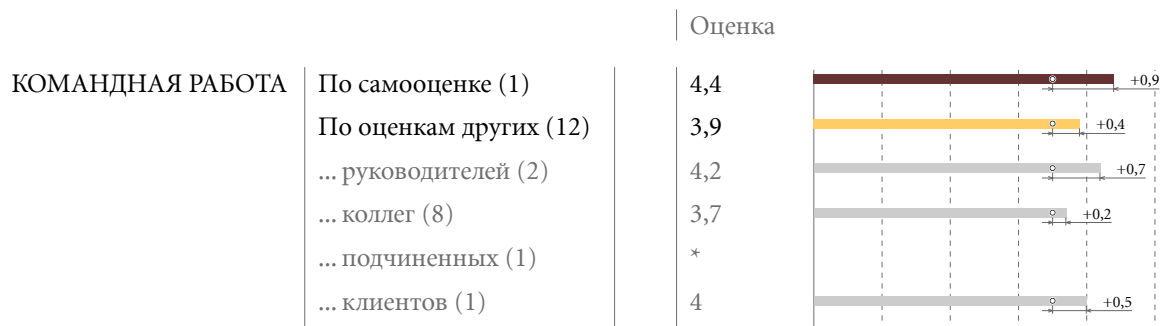 Оценка
КОМАНДНАЯ РАБОТА По самооценке (1) 4,4 +0,9
По оценкам других (12) 3,9 +0,4
... руководителей (2) 4,2 +0,7
... коллег (8) 3,7 +0,2
... подчиненных (1) *
... клиентов (1) 4 +0,5